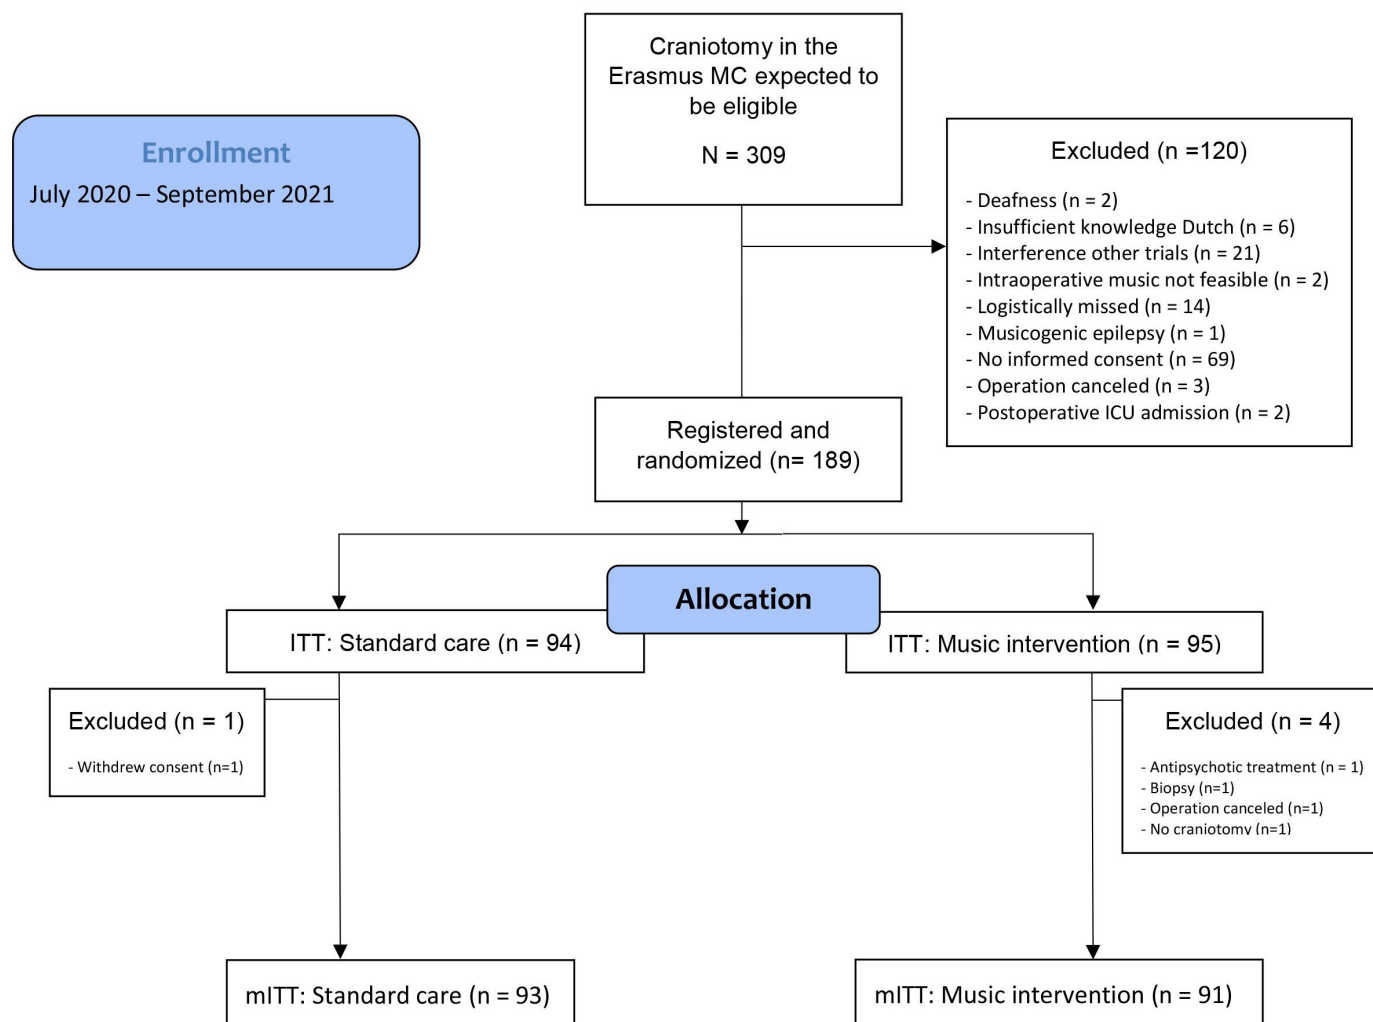 Craniotomy in the
Erasmus MC expected to
be eligible
N = 309
Enrollment
July 2020 – September 2021
Excluded (n =120)
- Deafness (n = 2)
- Insufficient knowledge Dutch (n = 6)
- Interference other trials (n = 21)
- Intraoperative music not feasible (n = 2)
- Logistically missed (n = 14)
- Musicogenic epilepsy (n = 1)
- No informed consent (n = 69)
- Operation canceled (n = 3)
- Postoperative ICU admission (n = 2)
Registered and
randomized (n= 189)
Allocation
ITT: Standard care (n = 94)
ITT: Music intervention (n = 95)
Excluded (n = 1)
- Withdrew consent (n=1)
Excluded (n = 4)
- Antipsychotic treatment (n = 1)
- Biopsy (n=1)
- Operation canceled (n=1)
- No craniotomy (n=1)
mITT: Standard care (n = 93)
mITT: Music intervention (n = 91)